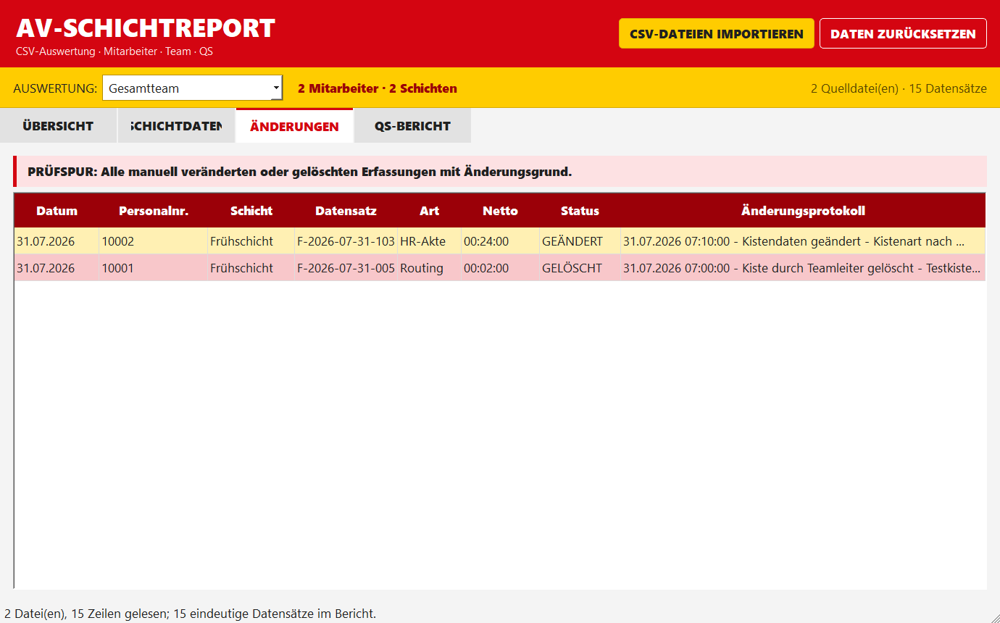 AV-SCHICHTREPORT
CSV-Auswertung · Mitarbeiter · Team · QS
CSV-DATEIEN IMPORTIEREN
DATEN ZURÜCKSETZEN
AUSWERTUNG: Gesamtteam 2 Mitarbeiter · 2 Schichten 2 Quelldatei(en) · 15 Datensätze
ÜBERSICHT SCHICHTDATEN ÄNDERUNGEN QS-BERICHT
PRÜFSPUR: Alle manuell veränderten oder gelöschten Erfassungen mit Änderungsgrund.
Datum Personalnr. Schicht Datensatz Art Netto Status Änderungsprotokoll
31.07.2026 10002 Frühschicht F-2026-07-31-103 HR-Akte 00:24:00 GEÄNDERT 31.07.2026 07:10:00 - Kistendaten geändert - Kistenart nach ...
31.07.2026 10001 Frühschicht F-2026-07-31-005 Routing 00:02:00 GELÖSCHT 31.07.2026 07:00:00 - Kiste durch Teamleiter gelöscht - Testkiste...
2 Datei(en), 15 Zeilen gelesen; 15 eindeutige Datensätze im Bericht.